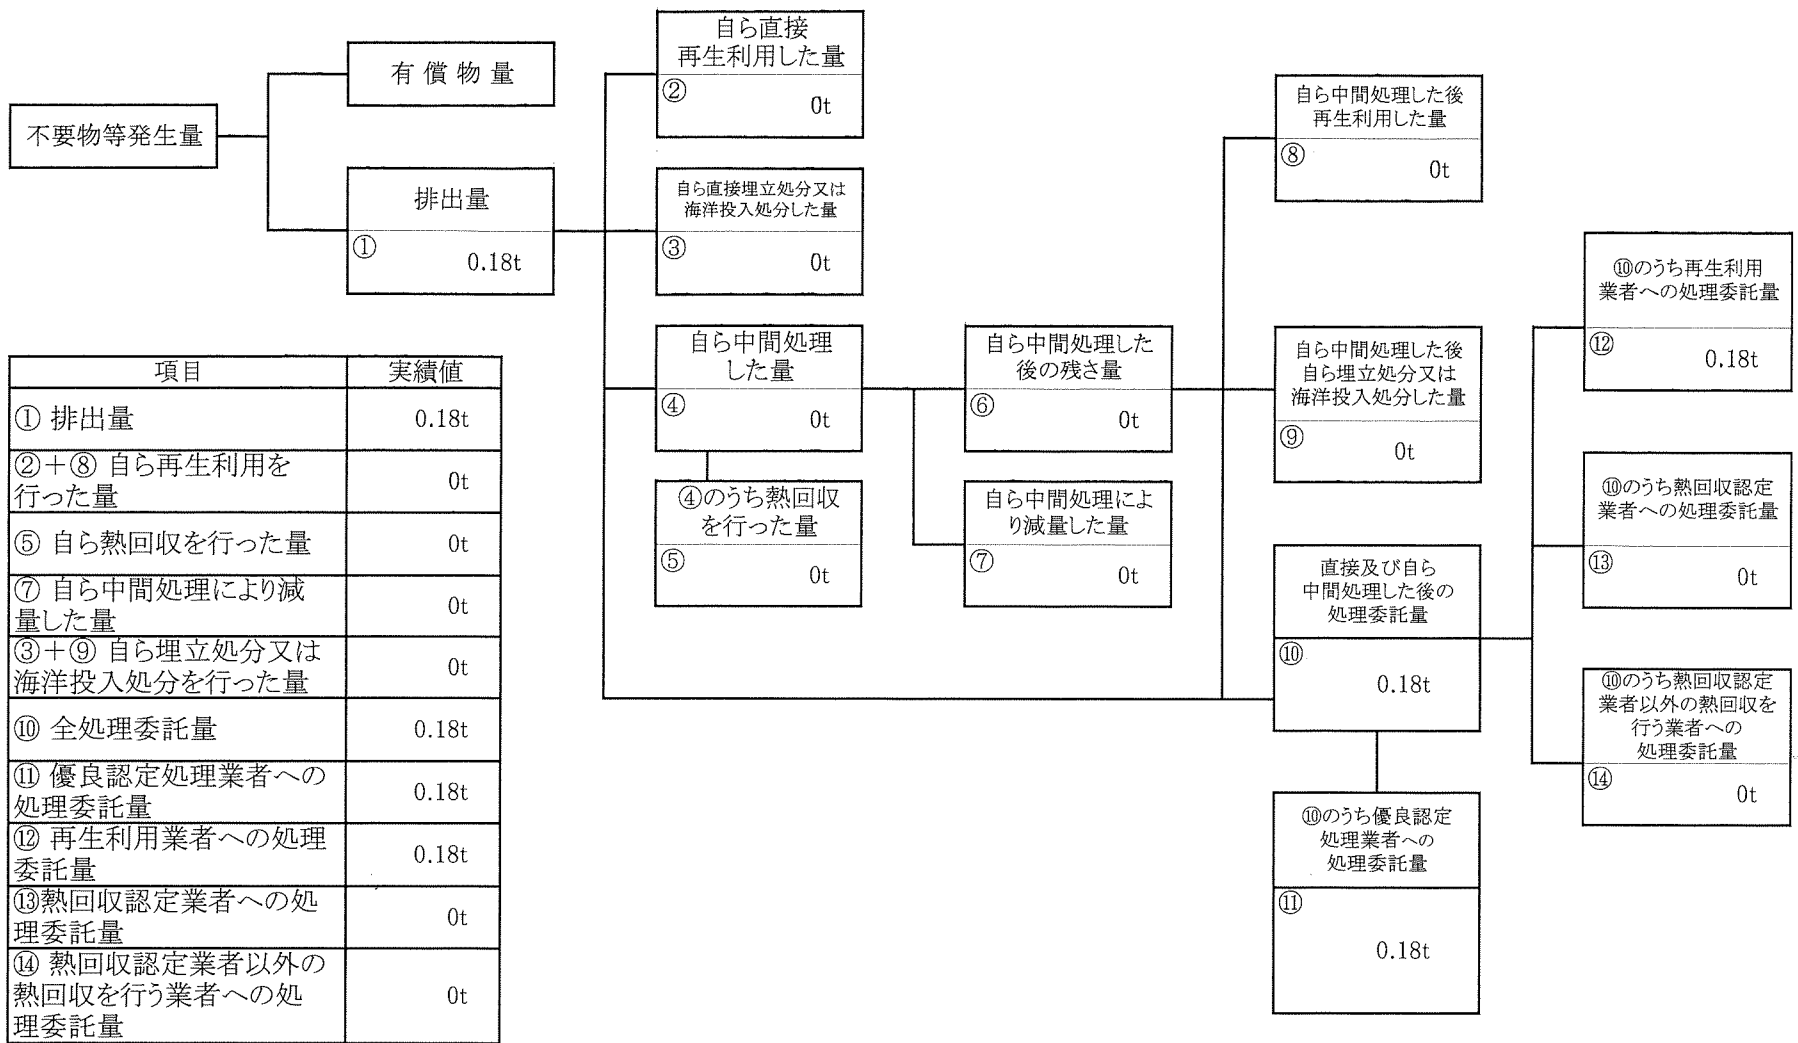 不要物等発生量
有 償 物 量
排出量
①
0.18t
自ら直接
再生利用した量
②
0t
自ら直接埋立処分又は
海洋投入処分した量
③
0t
自ら中間処理
した量
④
0t
④のうち熱回収
を行った量
⑤
0t
自ら中間処理した
後の残さ量
⑥
0t
自ら中間処理によ
り減量した量
⑦
0t
自ら中間処理した後
再生利用した量
⑧
0t
自ら中間処理した後
自ら埋立処分又は
海洋投入処分した量
⑨
0t
直接及び自ら
中間処理した後の
処理委託量
⑩
0.18t
⑩のうち優良認定
処理業者への
処理委託量
⑪
0.18t
⑩のうち再生利用
業者への処理委託量
⑫
0.18t
⑩のうち熱回収認定
業者への処理委託量
⑬
0t
⑩のうち熱回収認定
業者以外の熱回収を
行う業者への
処理委託量
⑭
0t
項目 実績値
① 排出量 0.18t
②＋⑧ 自ら再生利用を
行った量 0t
⑤ 自ら熱回収を行った量 0t
⑦ 自ら中間処理により減
量した量 0t
③＋⑨ 自ら埋立処分又は
海洋投入処分を行った量 0t
⑩ 全処理委託量 0.18t
⑪ 優良認定処理業者への
処理委託量 0.18t
⑫ 再生利用業者への処理
委託量 0.18t
⑬熱回収認定業者への処
理委託量 0t
⑭ 熱回収認定業者以外の
熱回収を行う業者への処
理委託量 0t